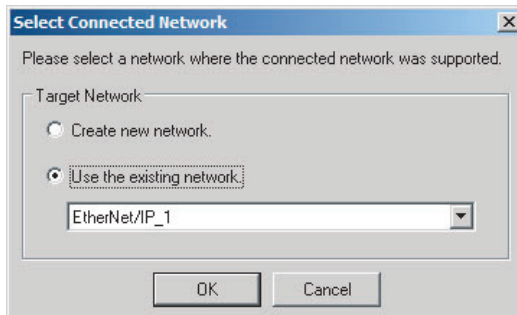 Select Connected Network
Please select a network where the connected network was supported.
Target Network
Create new network.
Use the existing network.
EtherNet/IP_1
OK Cancel